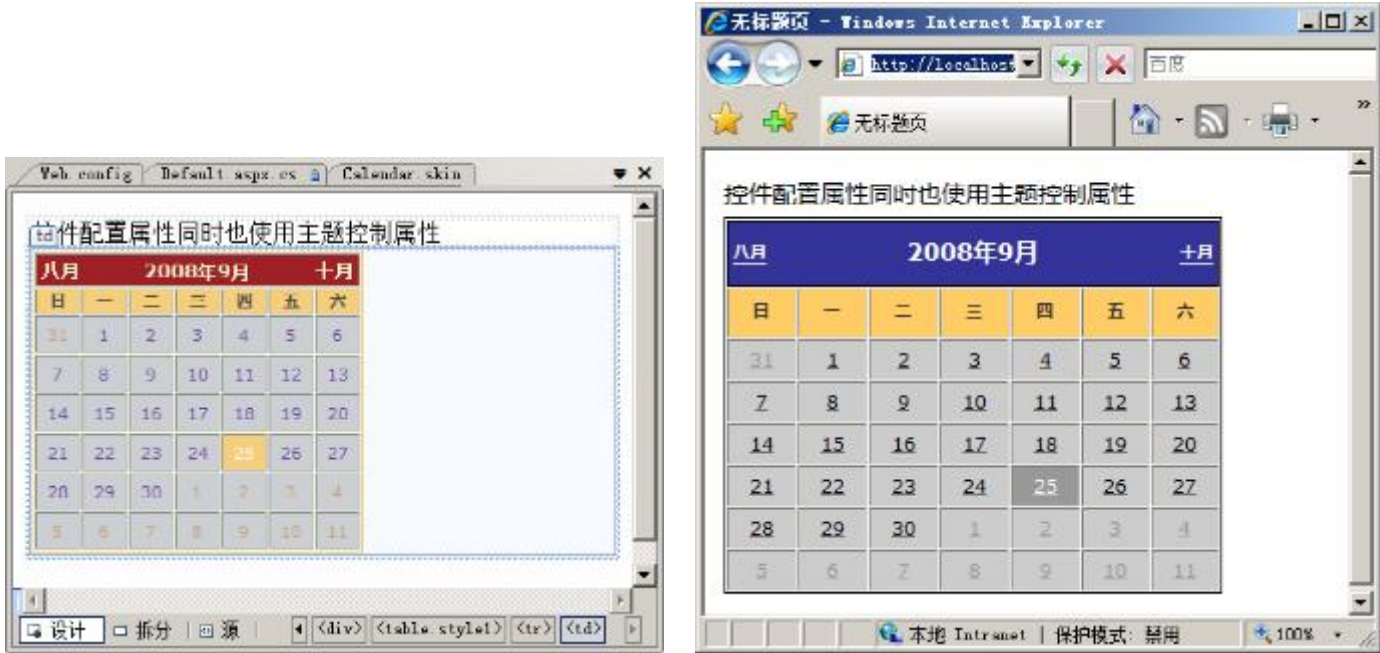 Web.config Default.aspx.cs Calendar.skin
控件配置属性同时也使用主题控制属性
八月 2008年9月 十月
日 一 二 三 四 五 六
31 1 2 3 4 5 6
7 8 9 10 11 12 13
14 15 16 17 18 19 20
21 22 23 24 25 26 27
28 29 30 1 2 3 4
5 6 7 8 9 10 11
设计 拆分 源 <div> <table.style1> <tr> <td>
无标题页 - Windows Internet Explorer
http://localhost 百度
无标题页
控件配置属性同时也使用主题控制属性
八月 2008年9月 十月
日 一 二 三 四 五 六
31 1 2 3 4 5 6
7 8 9 10 11 12 13
14 15 16 17 18 19 20
21 22 23 24 25 26 27
28 29 30 1 2 3 4
5 6 7 8 9 10 11
本地 Intranet | 保护模式: 禁用 100%